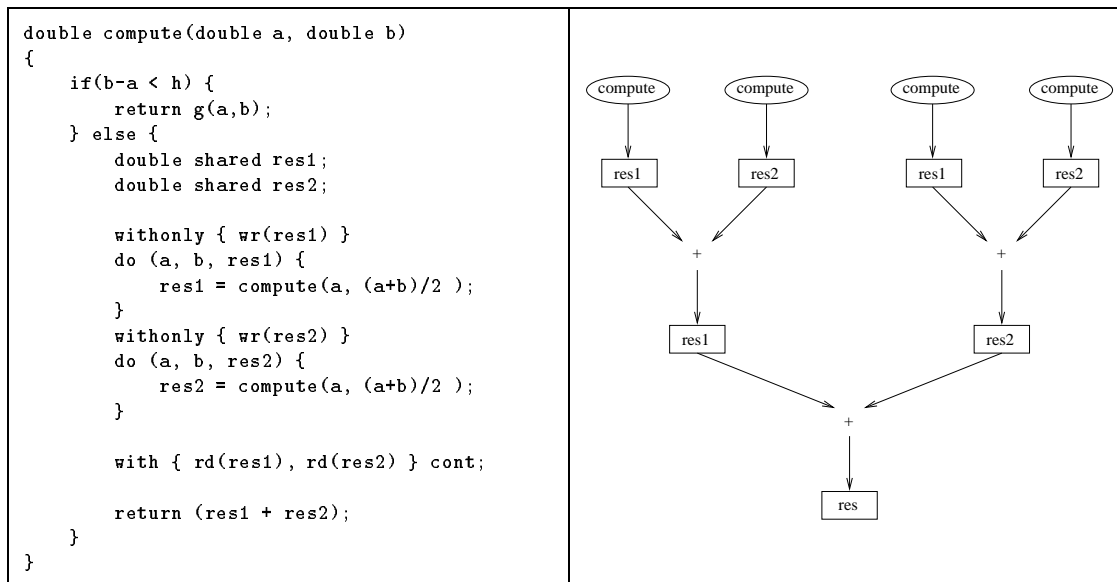 double compute(double a, double b)
{
    if(b-a < h) {
        return g(a,b);
    } else {
        double shared res1;
        double shared res2;

        withonly { wr(res1) }
        do (a, b, res1) {
            res1 = compute(a, (a+b)/2 );
        }
        withonly { wr(res2) }
        do (a, b, res2) {
            res2 = compute(a, (a+b)/2 );
        }

        with { rd(res1), rd(res2) } cont;

        return (res1 + res2);
    }
}
compute compute compute compute
res1 res2 res1 res2
+ +
res1 res2
+
res